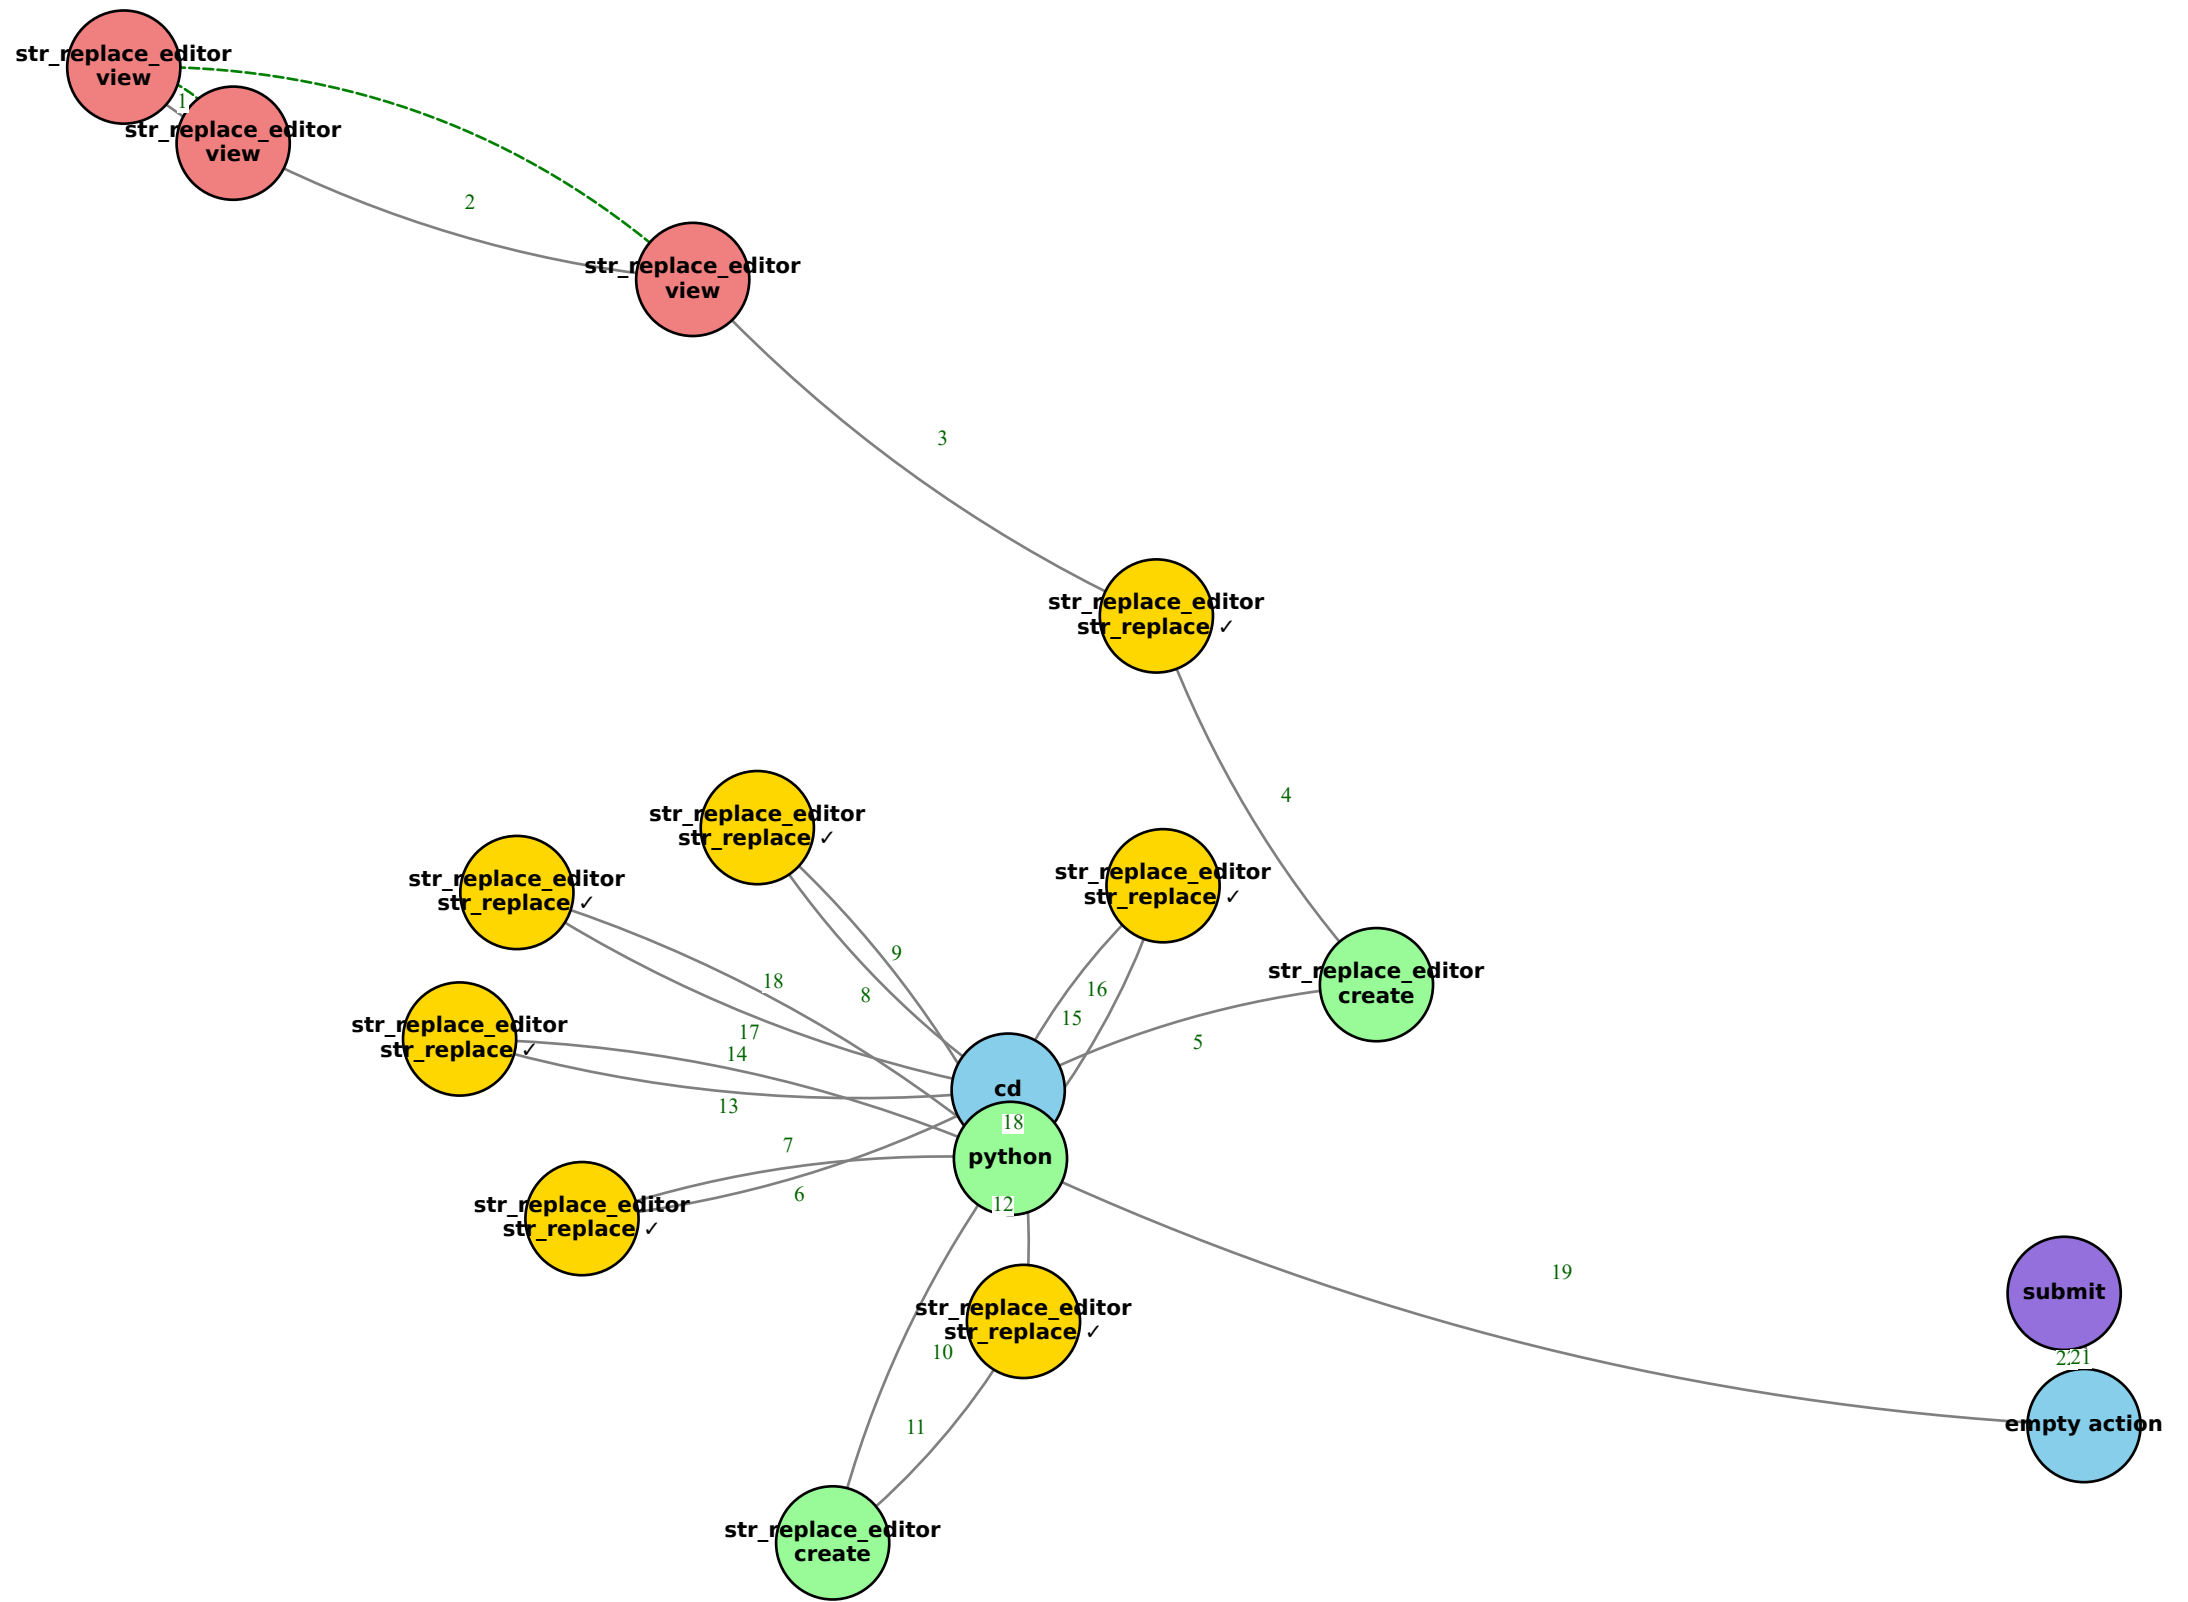 str_replace_editor
view
1
str_replace_editor
view
2
str_replace_editor
view
3
str_replace_editor
str_replace ✓
4
str_replace_editor
str_replace ✓
str_replace_editor
str_replace ✓
str_replace_editor
str_replace ✓
9
18
8
16
15
str_replace_editor
create
5
str_replace_editor
str_replace ✓
17
14
13
cd
18
python
7
6
12
str_replace_editor
str_replace ✓
19
submit
21
str_replace_editor
str_replace ✓
10
11
empty action
str_replace_editor
create